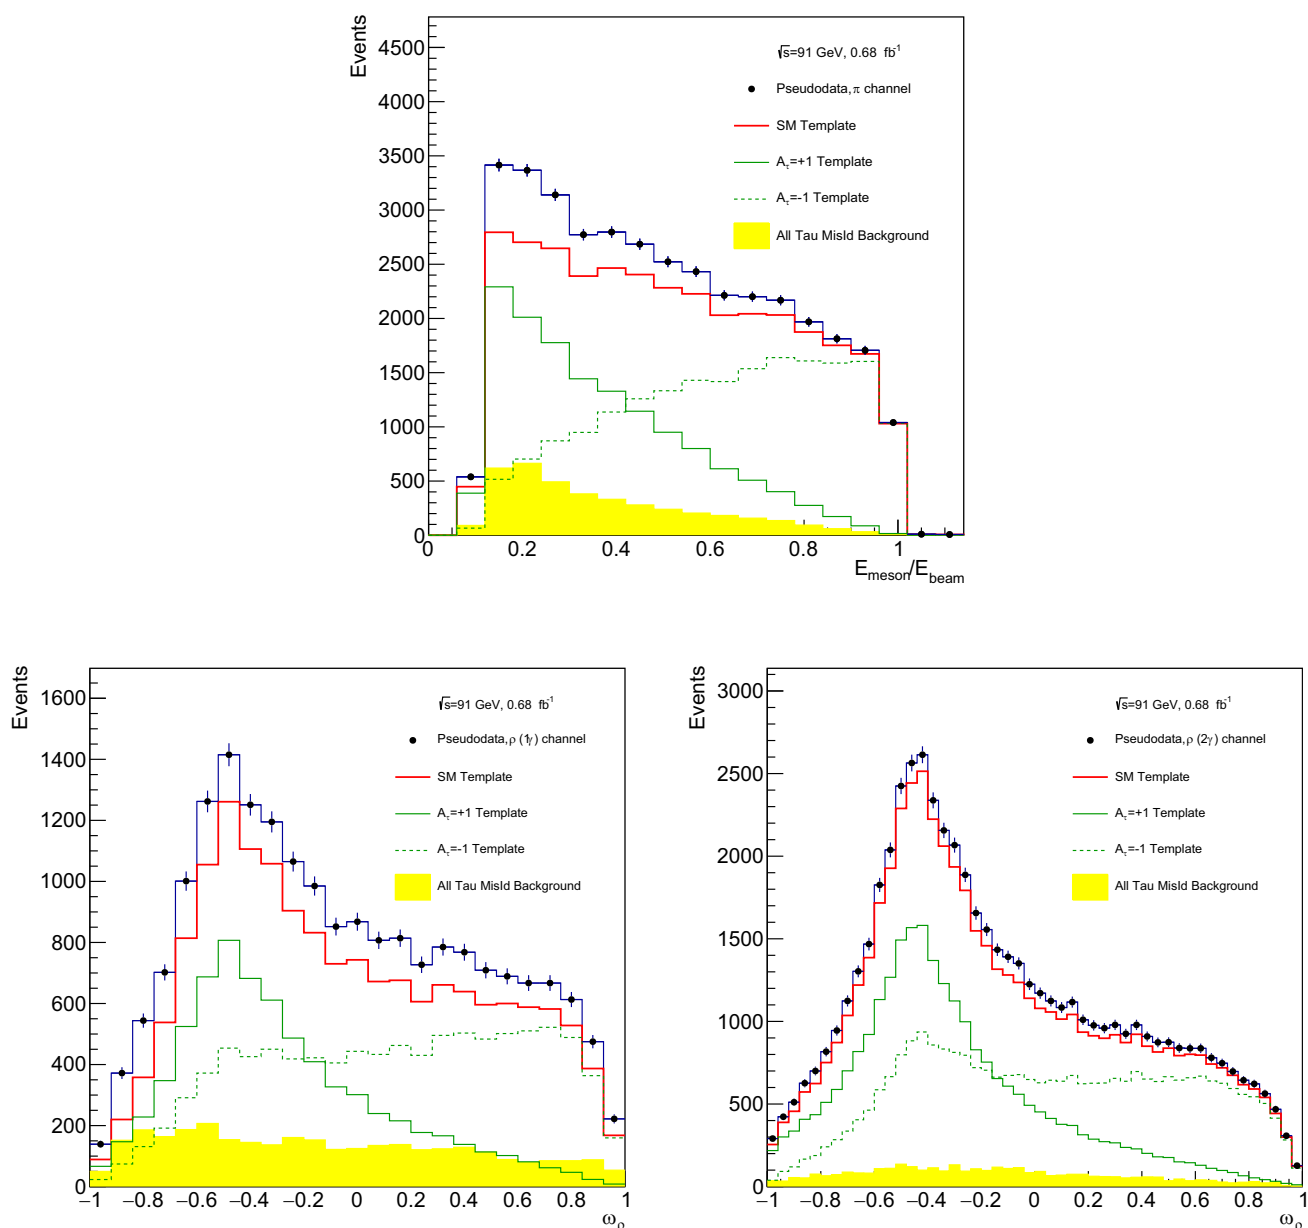 Events
4500
4000
3500
3000
2500
2000
1500
1000
500
0
√s=91 GeV, 0.68 fb⁻¹
Pseudodata, π channel
SM Template
A_τ=+1 Template
A_τ=-1 Template
All Tau MisId Background
0 0.2 0.4 0.6 0.8 1
E_meson/E_beam
Events
1600
1400
1200
1000
800
600
400
200
0
√s=91 GeV, 0.68 fb⁻¹
Pseudodata, ρ (1γ) channel
SM Template
A_τ=+1 Template
A_τ=-1 Template
All Tau MisId Background
−1 −0.8 −0.6 −0.4 −0.2 0 0.2 0.4 0.6 0.8 1
ω_ρ
Events
3000
2500
2000
1500
1000
500
0
√s=91 GeV, 0.68 fb⁻¹
Pseudodata, ρ (2γ) channel
SM Template
A_τ=+1 Template
A_τ=-1 Template
All Tau MisId Background
−1 −0.8 −0.6 −0.4 −0.2 0 0.2 0.4 0.6 0.8 1
ω_ρ